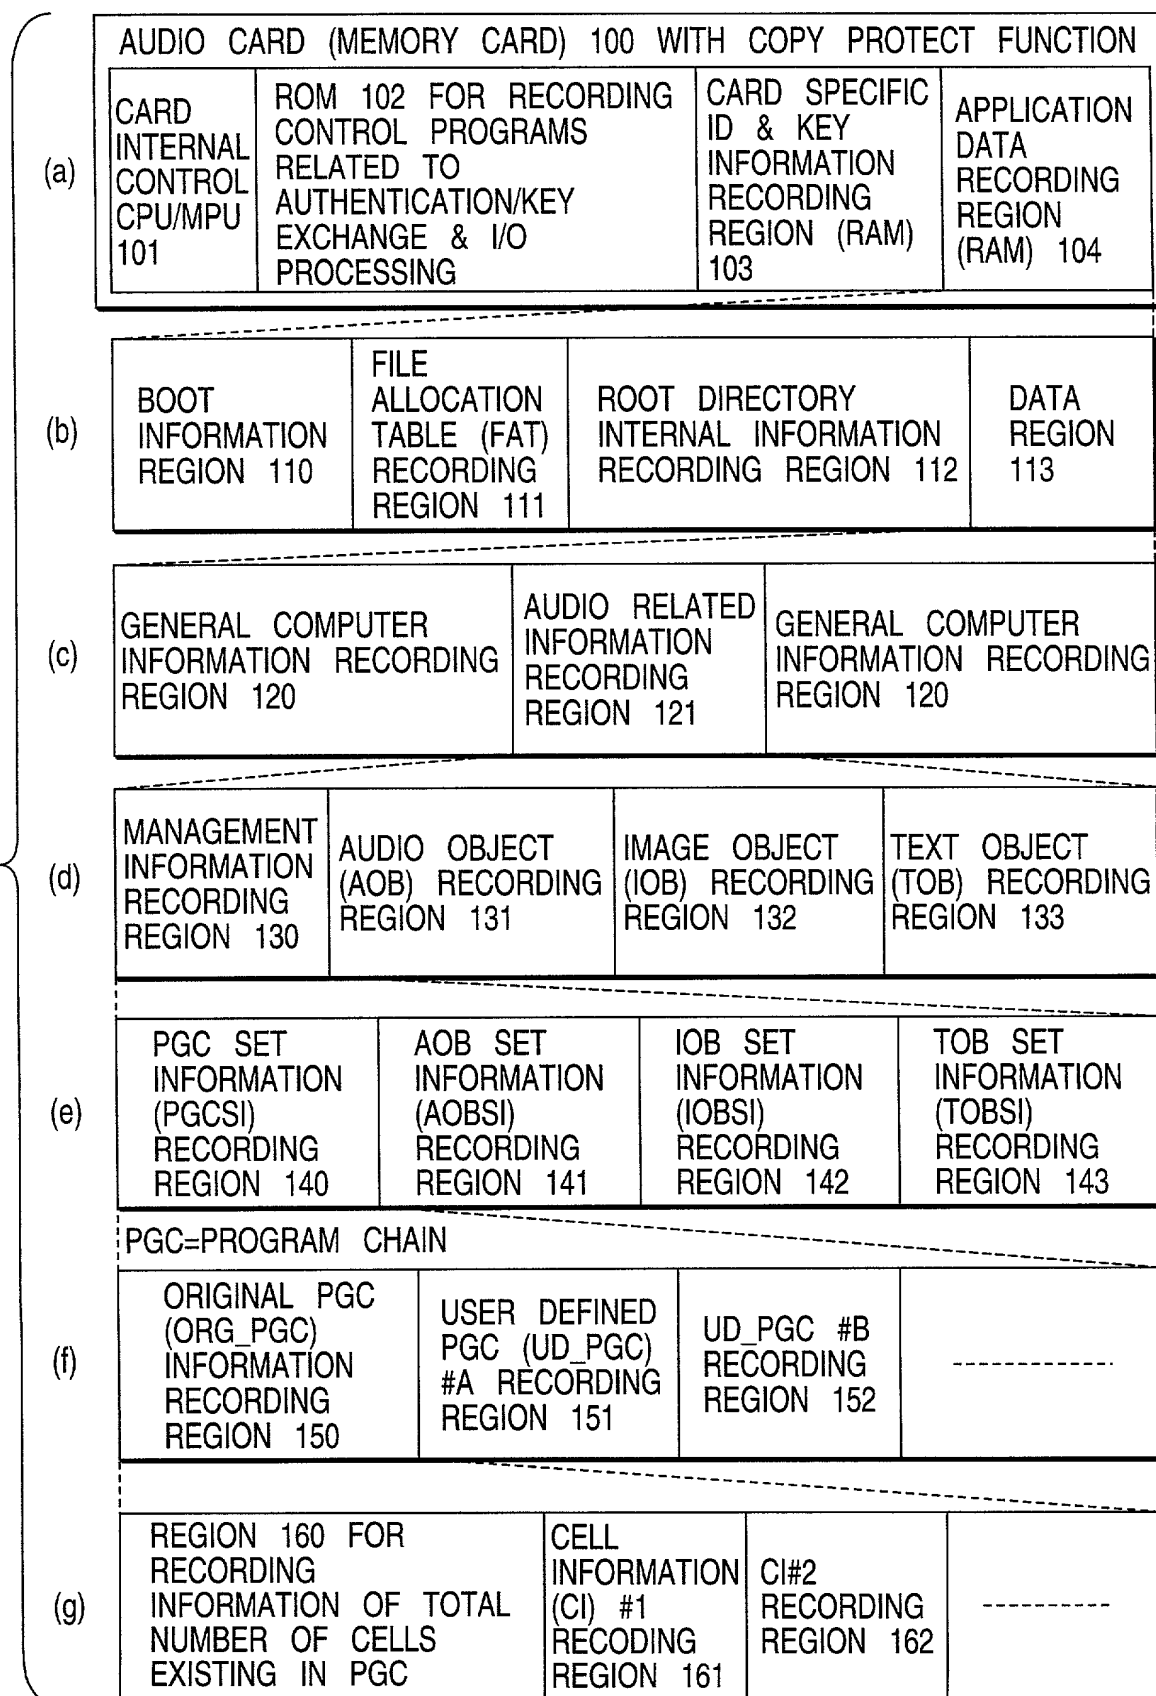 AUDIO CARD (MEMORY CARD) 100 WITH COPY PROTECT FUNCTION
(a)
CARD
INTERNAL
CONTROL
CPU/MPU
101
ROM 102 FOR RECORDING
CONTROL PROGRAMS
RELATED TO
AUTHENTICATION/KEY
EXCHANGE & I/O
PROCESSING
CARD SPECIFIC
ID & KEY
INFORMATION
RECORDING
REGION (RAM)
103
APPLICATION
DATA
RECORDING
REGION
(RAM) 104
(b)
BOOT
INFORMATION
REGION 110
FILE
ALLOCATION
TABLE (FAT)
RECORDING
REGION 111
ROOT DIRECTORY
INTERNAL INFORMATION
RECORDING REGION 112
DATA
REGION
113
(c)
GENERAL COMPUTER
INFORMATION RECORDING
REGION 120
AUDIO RELATED
INFORMATION
RECORDING
REGION 121
GENERAL COMPUTER
INFORMATION RECORDING
REGION 120
(d)
MANAGEMENT
INFORMATION
RECORDING
REGION 130
AUDIO OBJECT
(AOB) RECORDING
REGION 131
IMAGE OBJECT
(IOB) RECORDING
REGION 132
TEXT OBJECT
(TOB) RECORDING
REGION 133
(e)
PGC SET
INFORMATION
(PGCSI)
RECORDING
REGION 140
AOB SET
INFORMATION
(AOBSI)
RECORDING
REGION 141
IOB SET
INFORMATION
(IOBSI)
RECORDING
REGION 142
TOB SET
INFORMATION
(TOBSI)
RECORDING
REGION 143
PGC=PROGRAM CHAIN
(f)
ORIGINAL PGC
(ORG_PGC)
INFORMATION
RECORDING
REGION 150
USER DEFINED
PGC (UD_PGC)
#A RECORDING
REGION 151
UD_PGC #B
RECORDING
REGION 152
(g)
REGION 160 FOR
RECORDING
INFORMATION OF TOTAL
NUMBER OF CELLS
EXISTING IN PGC
CELL
INFORMATION
(CI) #1
RECODING
REGION 161
CI#2
RECORDING
REGION 162